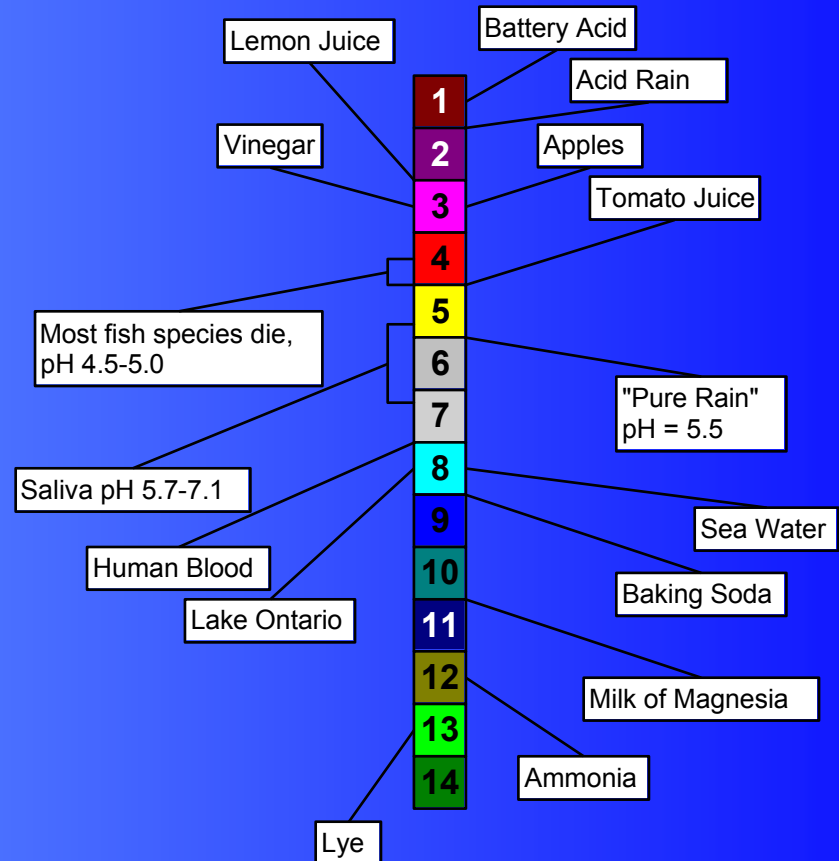 Battery Acid
Lemon Juice
Acid Rain
1
Vinegar
2
Apples
3
Tomato Juice
4
Most fish species die,
pH 4.5-5.0
5
6
"Pure Rain"
pH = 5.5
7
Saliva pH 5.7-7.1
8
Sea Water
9
Human Blood
10
Baking Soda
Lake Ontario
11
12
Milk of Magnesia
13
Ammonia
14
Lye